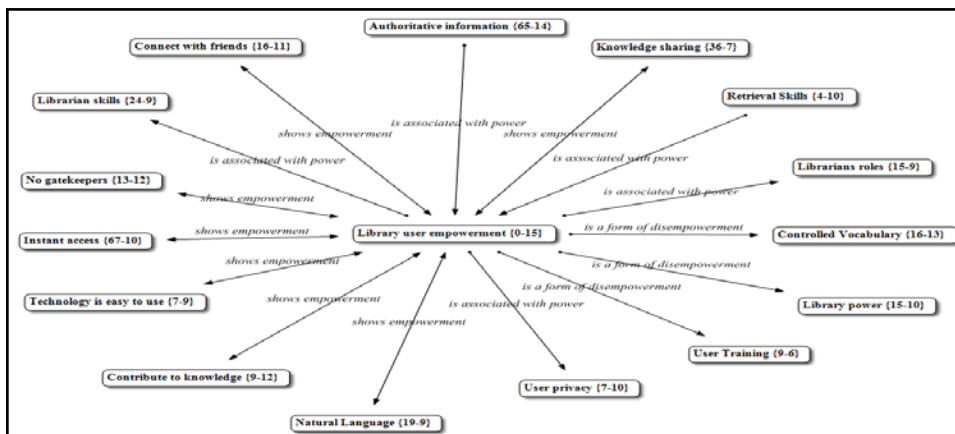 Authoritative information {65-14}
Connect with friends {16-11}
Knowledge sharing {36-7}
Librarian skills {24-9}
Retrieval Skills {4-10}
is associated with power
shows empowerment
shows empowerment
is associated with power
is associated with power
Librarians roles {15-9}
No gatekeepers {13-12}
is associated with power
shows empowerment
Instant access {67-10}
shows empowerment
Library user empowerment {0-15}
is a form of disempowerment
Controlled Vocabulary {16-13}
shows empowerment
is a form of disempowerment
Technology is easy to use {7-9}
is a form of disempowerment
shows empowerment
is associated with power
Library power {15-10}
shows empowerment
User Training {9-6}
Contribute to knowledge {9-12}
User privacy {7-10}
Natural Language {19-9}